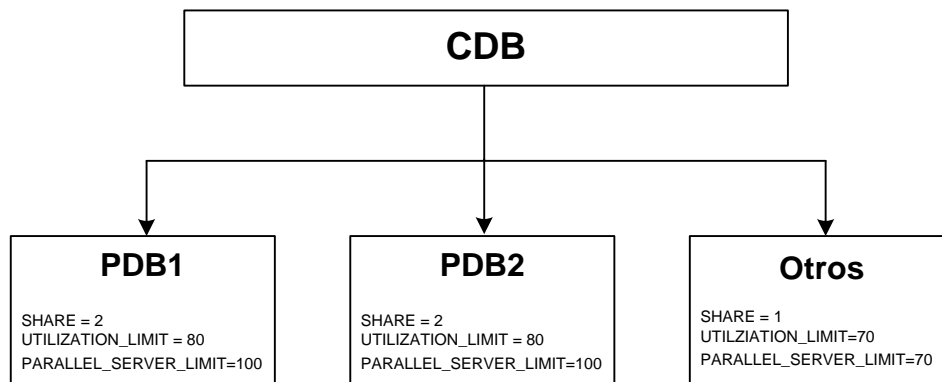 CDB
PDB1
SHARE = 2
UTILIZATION_LIMIT = 80
PARALLEL_SERVER_LIMIT=100
PDB2
SHARE = 2
UTILIZATION_LIMIT = 80
PARALLEL_SERVER_LIMIT=100
Otros
SHARE = 1
UTILZIATION_LIMIT=70
PARALLEL_SERVER_LIMIT=70